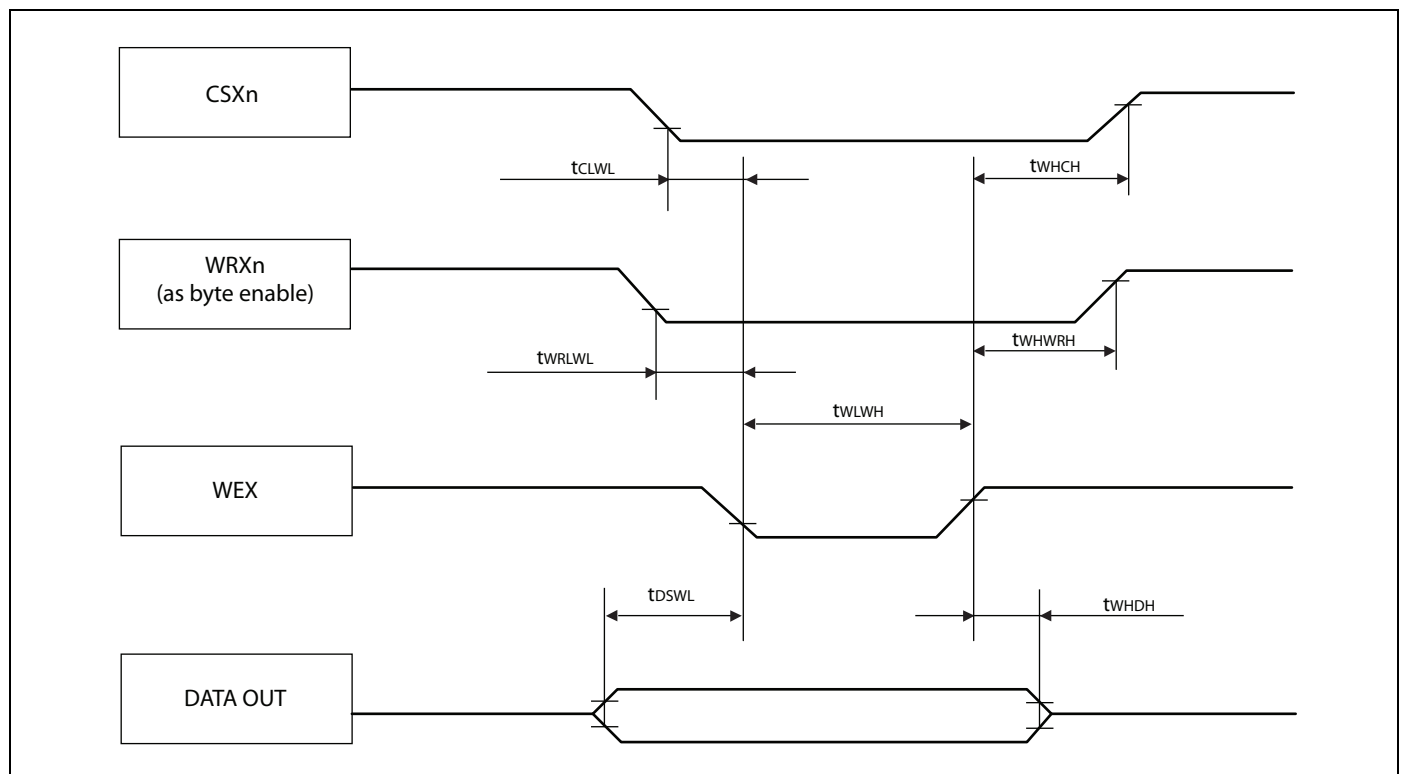 CSXn
tCLWL
tWHCH
WRXn
(as byte enable)
tWHWRH
tWRLWL
tWLWH
WEX
tDSWL
tWHDH
DATA OUT